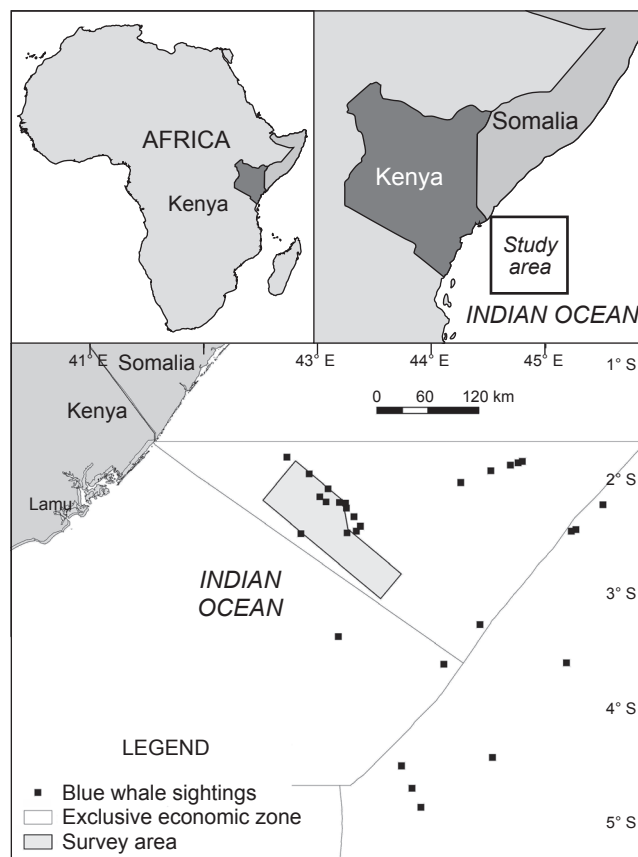 AFRICA
Kenya
Somalia
Kenya
Study
area
INDIAN OCEAN
41° E
43° E
44° E
45° E
1° S
Somalia
0 60 120 km
Kenya
2° S
Lamu
INDIAN
OCEAN
3° S
4° S
LEGEND
Blue whale sightings
Exclusive economic zone
Survey area
5° S